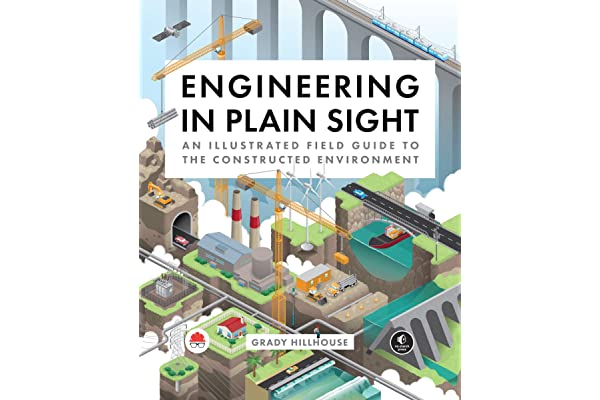 ENGINEERING
IN PLAIN SIGHT
AN ILLUSTRATED FIELD GUIDE TO
THE CONSTRUCTED ENVIRONMENT
GRADY HILLHOUSE